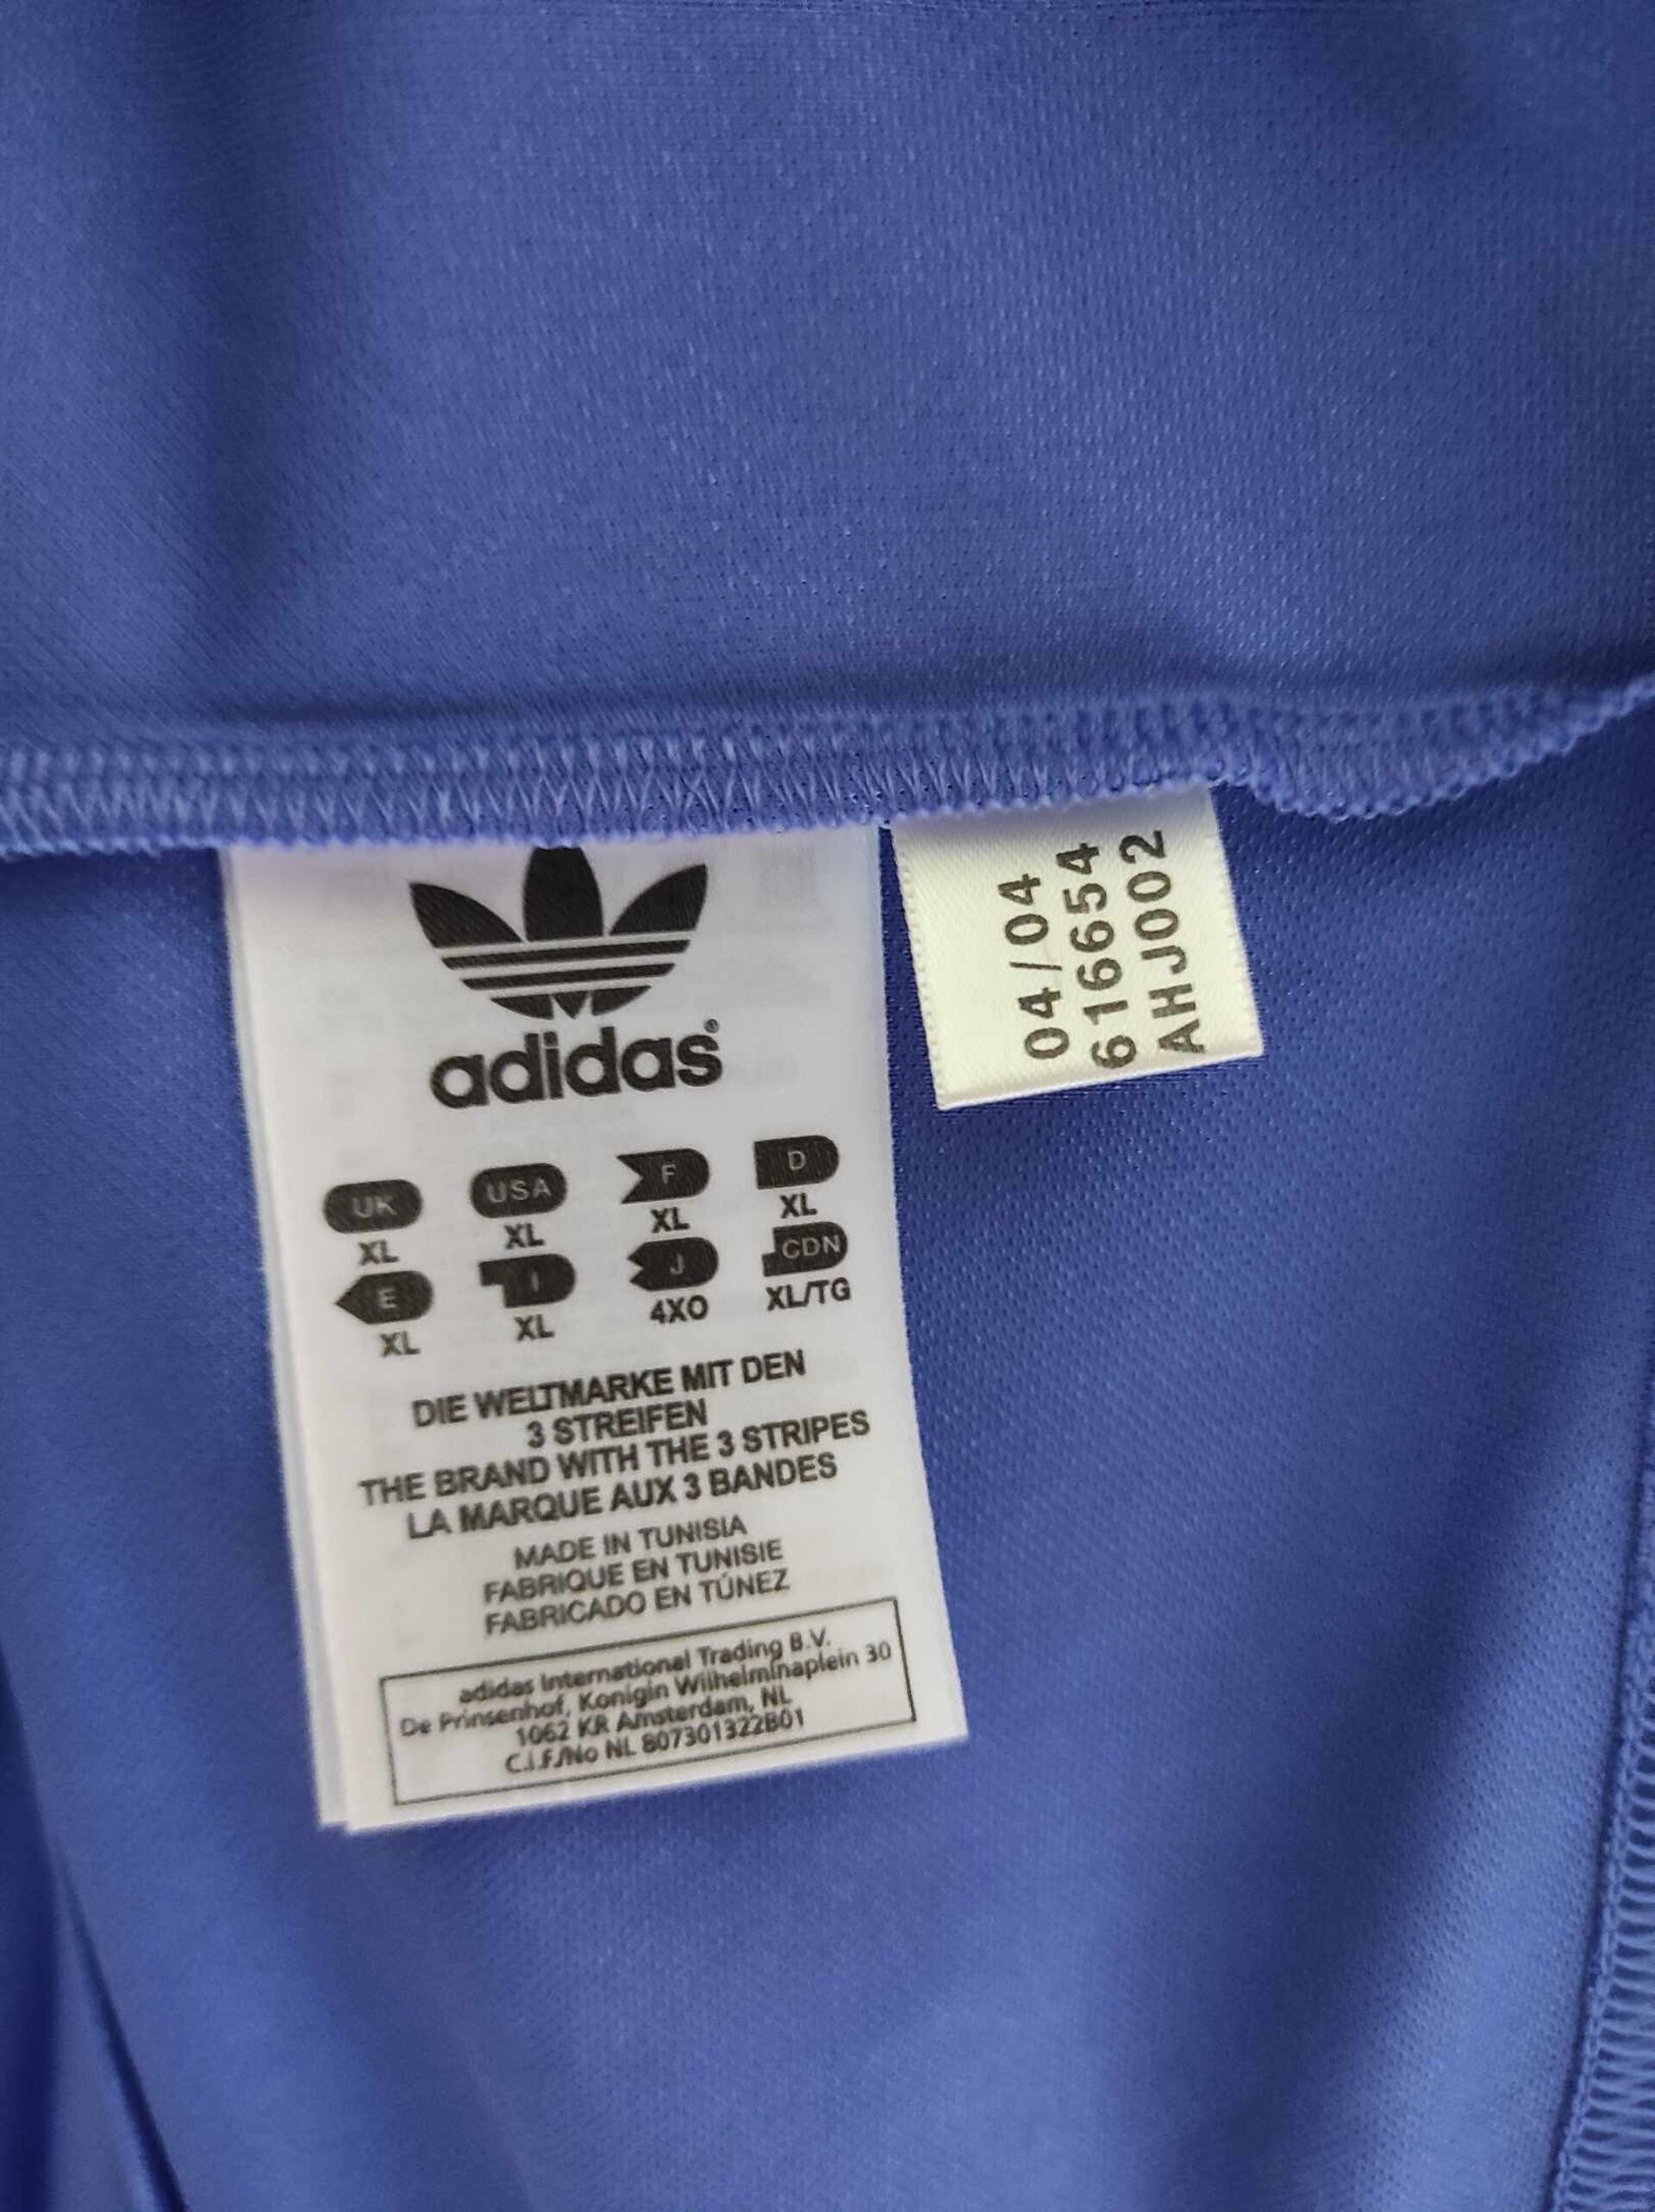 adidas®
UK USA F D
XL XL XL XL
E I J CDN
XL XL 4XO XL/TG
DIE WELTMARKE MIT DEN
3 STREIFEN
THE BRAND WITH THE 3 STRIPES
LA MARQUE AUX 3 BANDES
MADE IN TUNISIA
FABRIQUE EN TUNISIE
FABRICADO EN TÚNEZ
adidas International Trading B.V.
De Prinsenhof, Konigin Wilhelminaplein 30
1062 KR Amsterdam, NL
C.I.F./No NL 807301322B01
04/04
616654
AHJ002